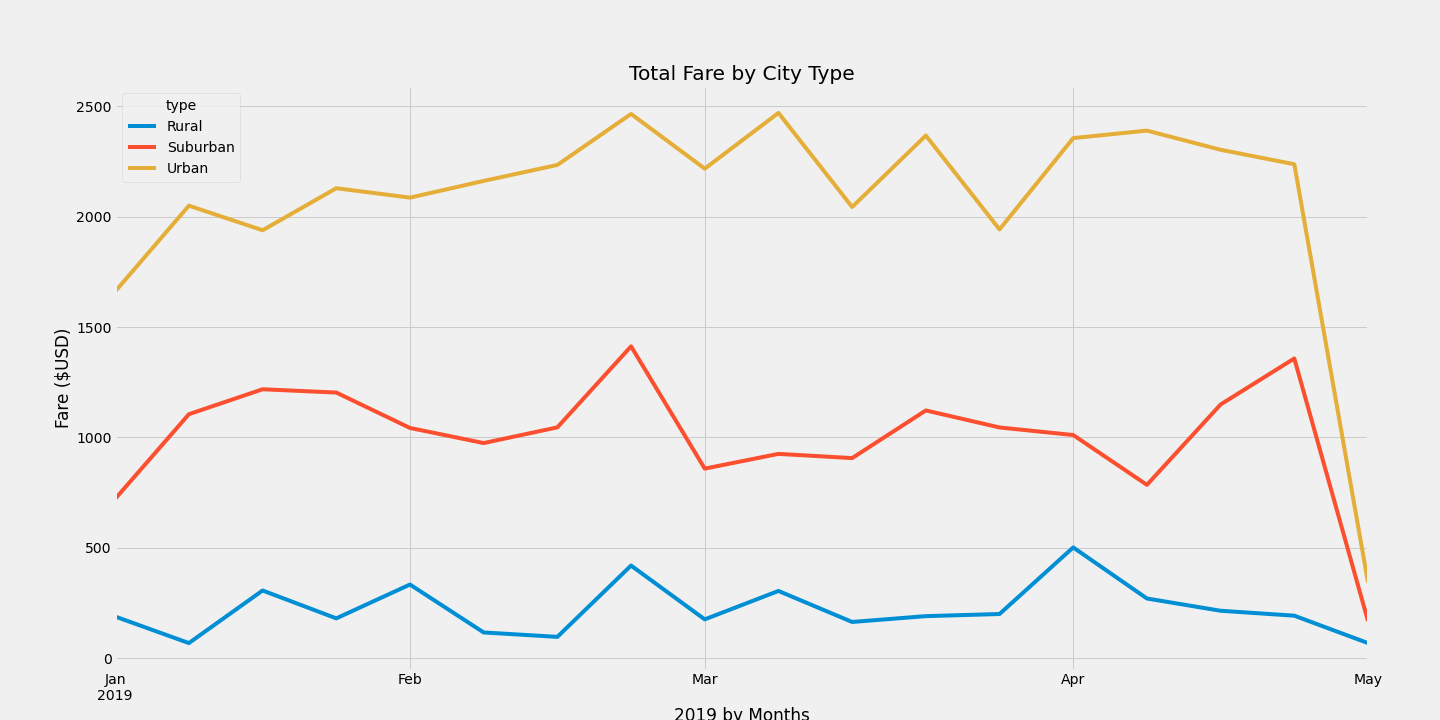 Total Fare by City Type
type
Rural
Suburban
Urban
2500
2000
1500
1000
500
0
Fare ($USD)
Jan Feb Mar Apr May
2019
2019 by Months